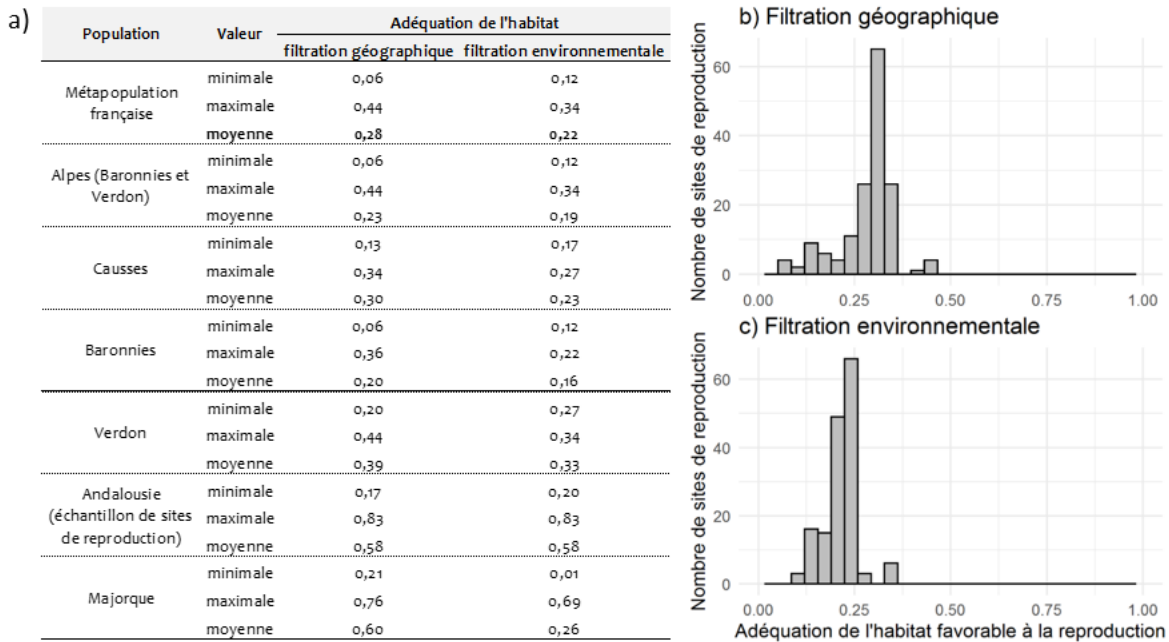 a)
Population Valeur Adéquation de l'habitat
filtration géographique filtration environnementale
Métapopulation française
minimale 0,06 0,12
maximale 0,44 0,34
moyenne 0,28 0,22
Alpes (Baronnies et Verdon)
minimale 0,06 0,12
maximale 0,44 0,34
moyenne 0,23 0,19
Causses
minimale 0,13 0,17
maximale 0,34 0,27
moyenne 0,30 0,23
Baronnies
minimale 0,06 0,12
maximale 0,36 0,22
moyenne 0,20 0,16
Verdon
minimale 0,20 0,27
maximale 0,44 0,34
moyenne 0,39 0,33
Andalousie
(échantillon de sites
de reproduction)
minimale 0,17 0,20
maximale 0,83 0,83
moyenne 0,58 0,58
Majorque
minimale 0,21 0,01
maximale 0,76 0,69
moyenne 0,60 0,26
b) Filtration géographique
Nombre de sites de reproduction
60
40
20
0
0.00 0.25 0.50 0.75 1.00
c) Filtration environnementale
Nombre de sites de reproduction
60
40
20
0
0.00 0.25 0.50 0.75 1.00
Adéquation de l'habitat favorable à la reproduction